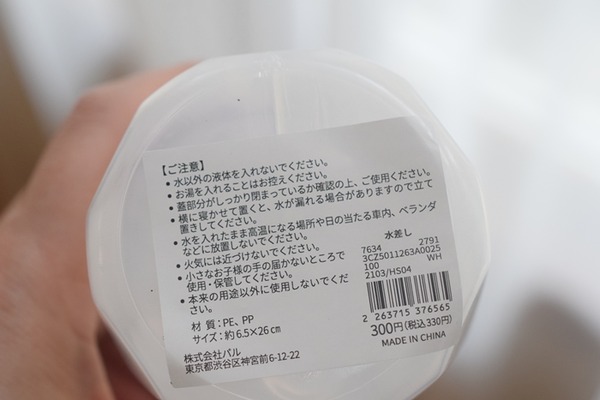 【ご注意】
• 水以外の液体を入れないでください。
• お湯を入れることはお控えください。
• 蓋部分がしっかり閉まっているか確認の上、ご使用ください。
• 横に寝かせて置くと、水が漏れる場合がありますので立て
置きしてください。
• 水を入れたまま高温になる場所や日の当たる車内、ベランダ
などに放置しないでください。
• 火気には近づけないでください。
• 小さなお子様の手の届かないところで
使用・保管してください。
• 本来の用途以外に使用しないでくだ
さい。
材 質：PE、PP
サイズ：約6.5×26㎝
株式会社パル
東京都渋谷区神宮前6-12-22
水差し
7634 2791
3CZ5011263A0025
100 WH
2103/HS04
2 263715 376565
300円(税込330円)
MADE IN CHINA